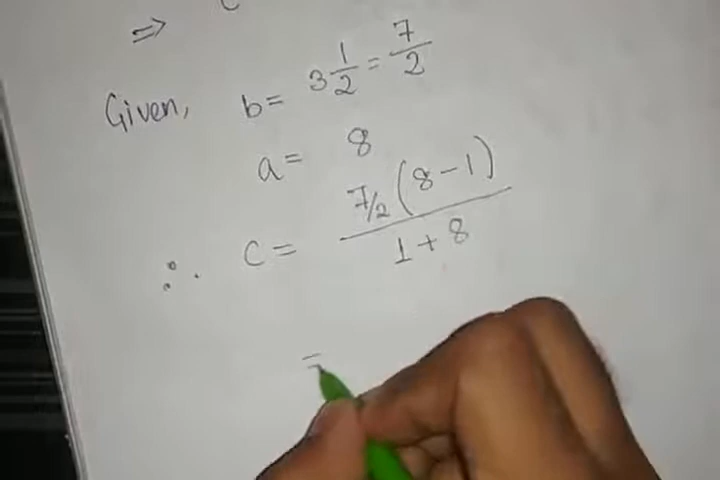 ⇒ c
Given, b = 3 1/2 = 7/2
a = 8
∴ c = 7/2 (8 - 1) / 1 + 8
=